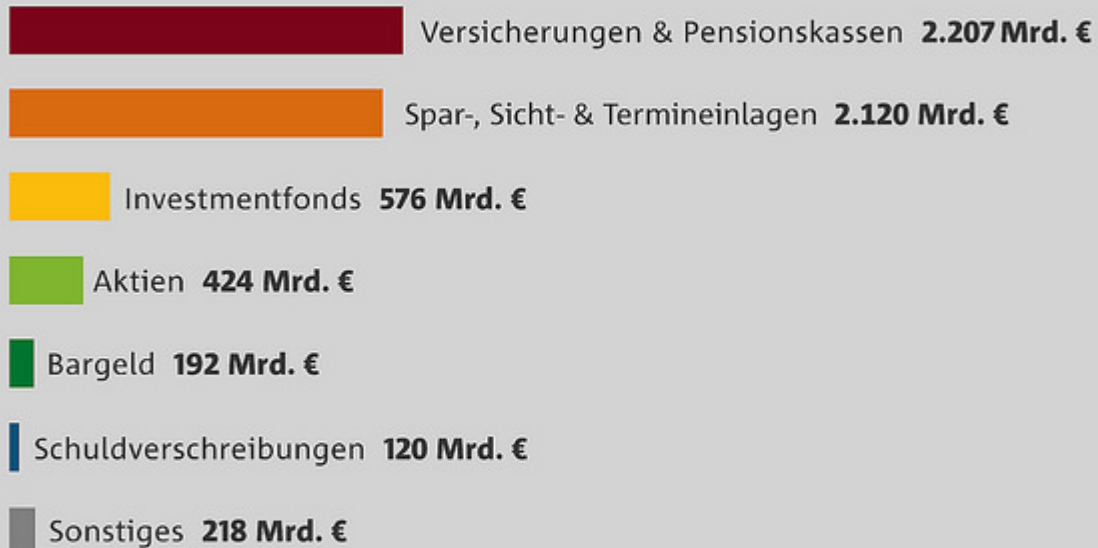 Versicherungen & Pensionskassen 2.207 Mrd. €
Spar-, Sicht- & Termineinlagen 2.120 Mrd. €
Investmentfonds 576 Mrd. €
Aktien 424 Mrd. €
Bargeld 192 Mrd. €
Schuldverschreibungen 120 Mrd. €
Sonstiges 218 Mrd. €